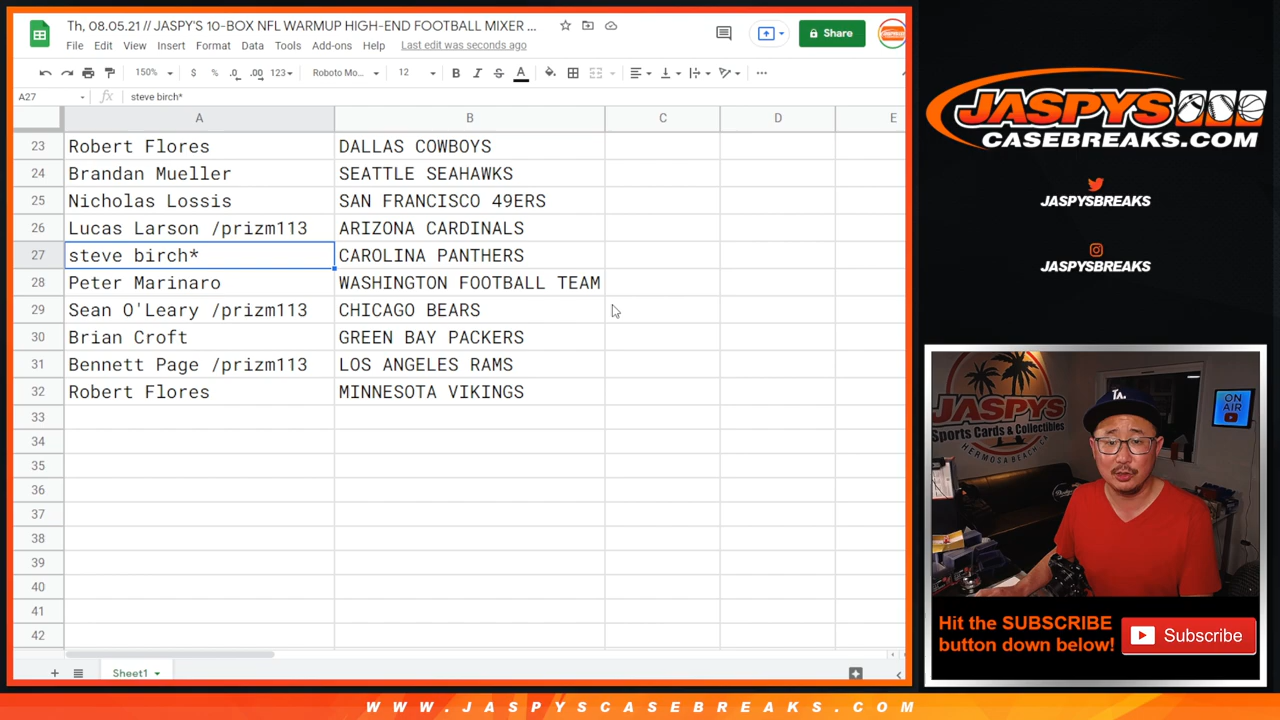 Th, 08.05.21 // JASPY'S 10-BOX NFL WARMUP HIGH-END FOOTBALL MIXER ...
File Edit View Insert Format Data Tools Add-ons Help Last edit was seconds ago
Share
150% $ % .0 .00 123 Roboto Mo... 12 B I S A
A27 fx steve birch*
A B C D E
23 Robert Flores DALLAS COWBOYS
24 Brandan Mueller SEATTLE SEAHAWKS
25 Nicholas Lossis SAN FRANCISCO 49ERS
26 Lucas Larson /prizm113 ARIZONA CARDINALS
27 steve birch* CAROLINA PANTHERS
28 Peter Marinaro WASHINGTON FOOTBALL TEAM
29 Sean O'Leary /prizm113 CHICAGO BEARS
30 Brian Croft GREEN BAY PACKERS
31 Bennett Page /prizm113 LOS ANGELES RAMS
32 Robert Flores MINNESOTA VIKINGS
33
34
35
36
37
38
39
40
41
42
Sheet1
JASPYS
CASEBREAKS.COM
JASPYSBREAKS
JASPYSBREAKS
JASPYS
Sports Cards & Collectibles
HERMOSA BEACH, CA
ON
AIR
LA
Hit the SUBSCRIBE
button down below!
Subscribe
WWW.JASPYSCASEBREAKS.COM